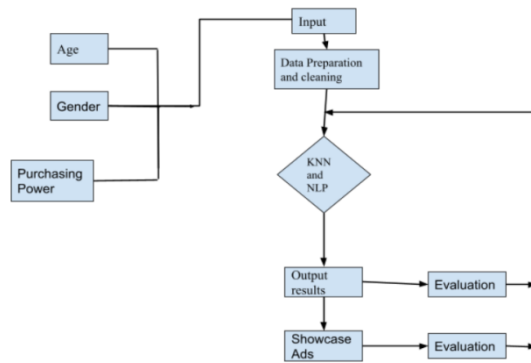 Input
Age
Data Preparation
and cleaning
Gender
KNN
and
NLP
Purchasing
Power
Output
results
Evaluation
Showcase
Ads
Evaluation